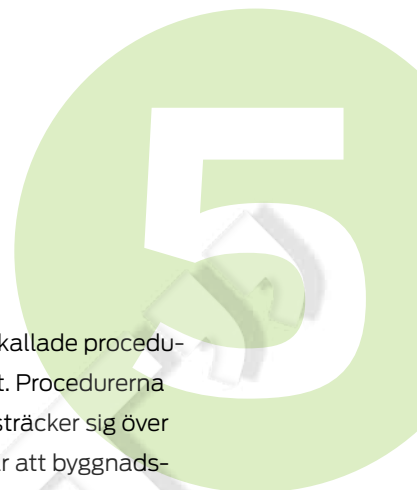 5
kallade procedu-
t. Procedurerna
sträcker sig över
r att byggnads-